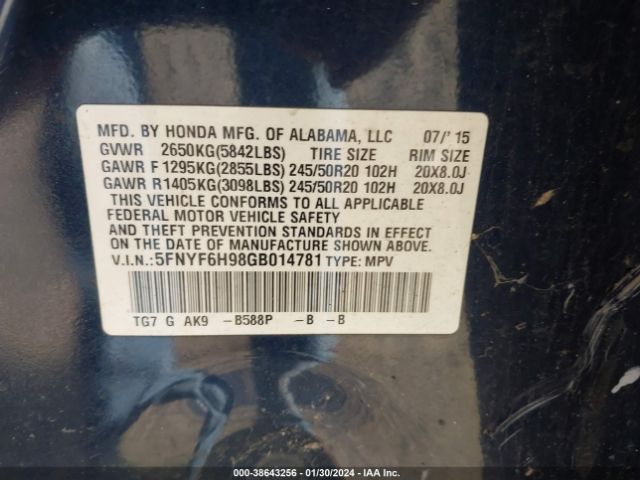 MFD. BY HONDA MFG. OF ALABAMA, LLC 07/' 15
GVWR 2650KG(5842LBS) TIRE SIZE RIM SIZE
GAWR F 1295KG(2855LBS) 245/50R20 102H 20X8.0J
GAWR R 1405KG(3098LBS) 245/50R20 102H 20X8.0J
THIS VEHICLE CONFORMS TO ALL APPLICABLE
FEDERAL MOTOR VEHICLE SAFETY
AND THEFT PREVENTION STANDARDS IN EFFECT
ON THE DATE OF MANUFACTURE SHOWN ABOVE.
V.I.N.:5FNYF6H98GB014781 TYPE: MPV
TG7 G AK9 -B588P -B -B
000-38643256 - 01/30/2024 - IAA Inc.